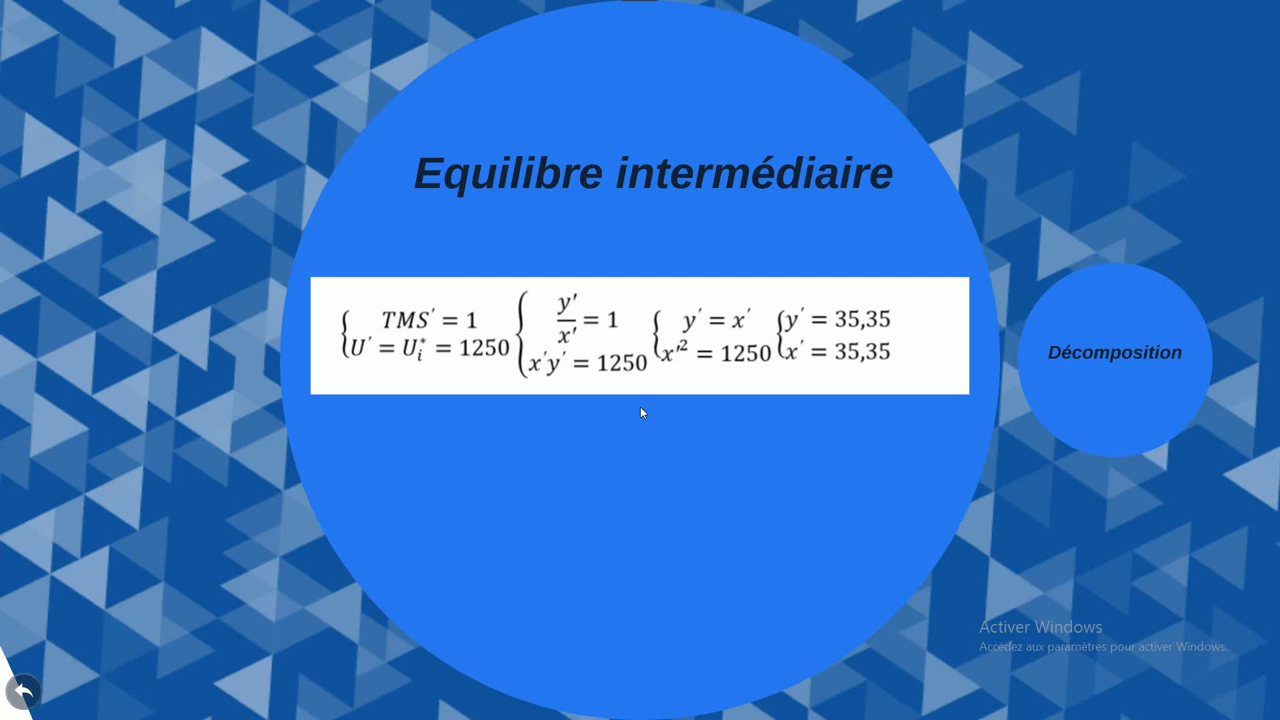 Equilibre intermédiaire
{TMS′ = 1
U′ = U_i^* = 1250
{y′/x′ = 1
x′y′ = 1250
{y′ = x′
x′² = 1250
{y′ = 35,35
x′ = 35,35
Décomposition
Activer Windows
Accédez aux paramètres pour activer Windows.